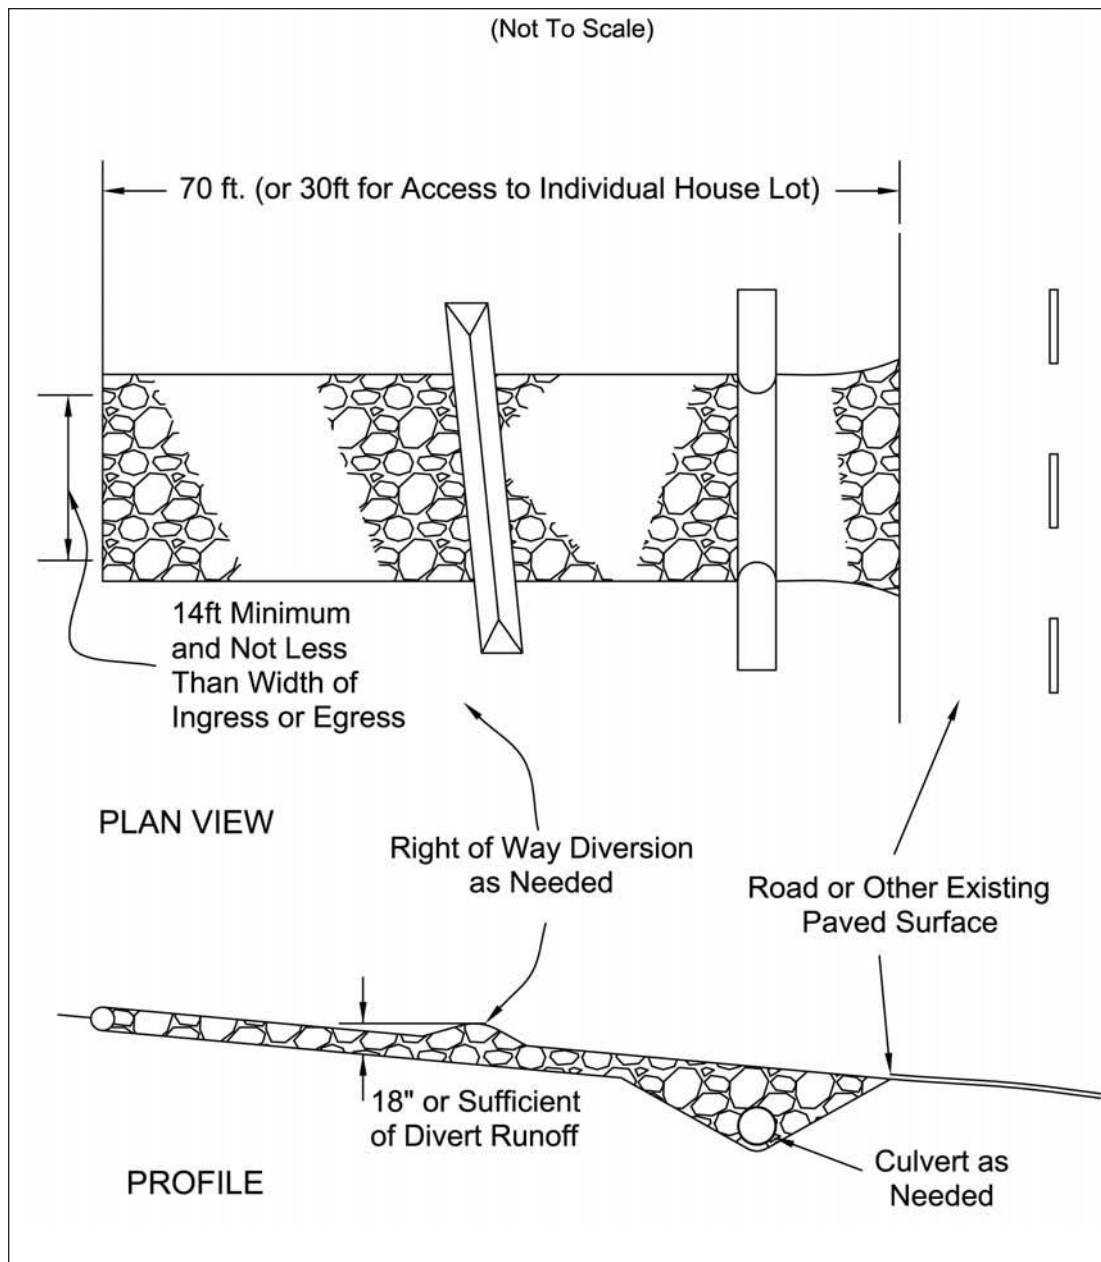 (Not To Scale)
70 ft. (or 30ft for Access to Individual House Lot)
14ft Minimum
and Not Less
Than Width of
Ingress or Egress
PLAN VIEW
Right of Way Diversion
as Needed
Road or Other Existing
Paved Surface
18" or Sufficient
of Divert Runoff
Culvert as
Needed
PROFILE